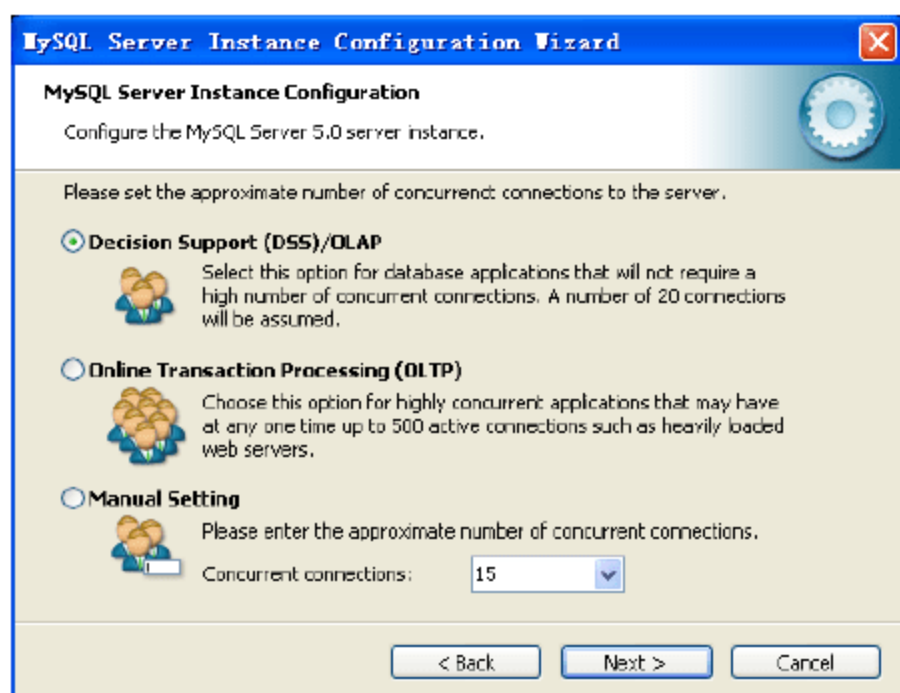 MySQL Server Instance Configuration Wizard
MySQL Server Instance Configuration
Configure the MySQL Server 5.0 server instance.
Please set the approximate number of concurrenct connections to the server.
Decision Support (DSS)/OLAP
Select this option for database applications that will not require a
high number of concurrent connections. A number of 20 connections
will be assumed.
Online Transaction Processing (OLTP)
Choose this option for highly concurrent applications that may have
at any one time up to 500 active connections such as heavily loaded
web servers.
Manual Setting
Please enter the approximate number of concurrent connections.
Concurrent connections: 15
< Back Next > Cancel